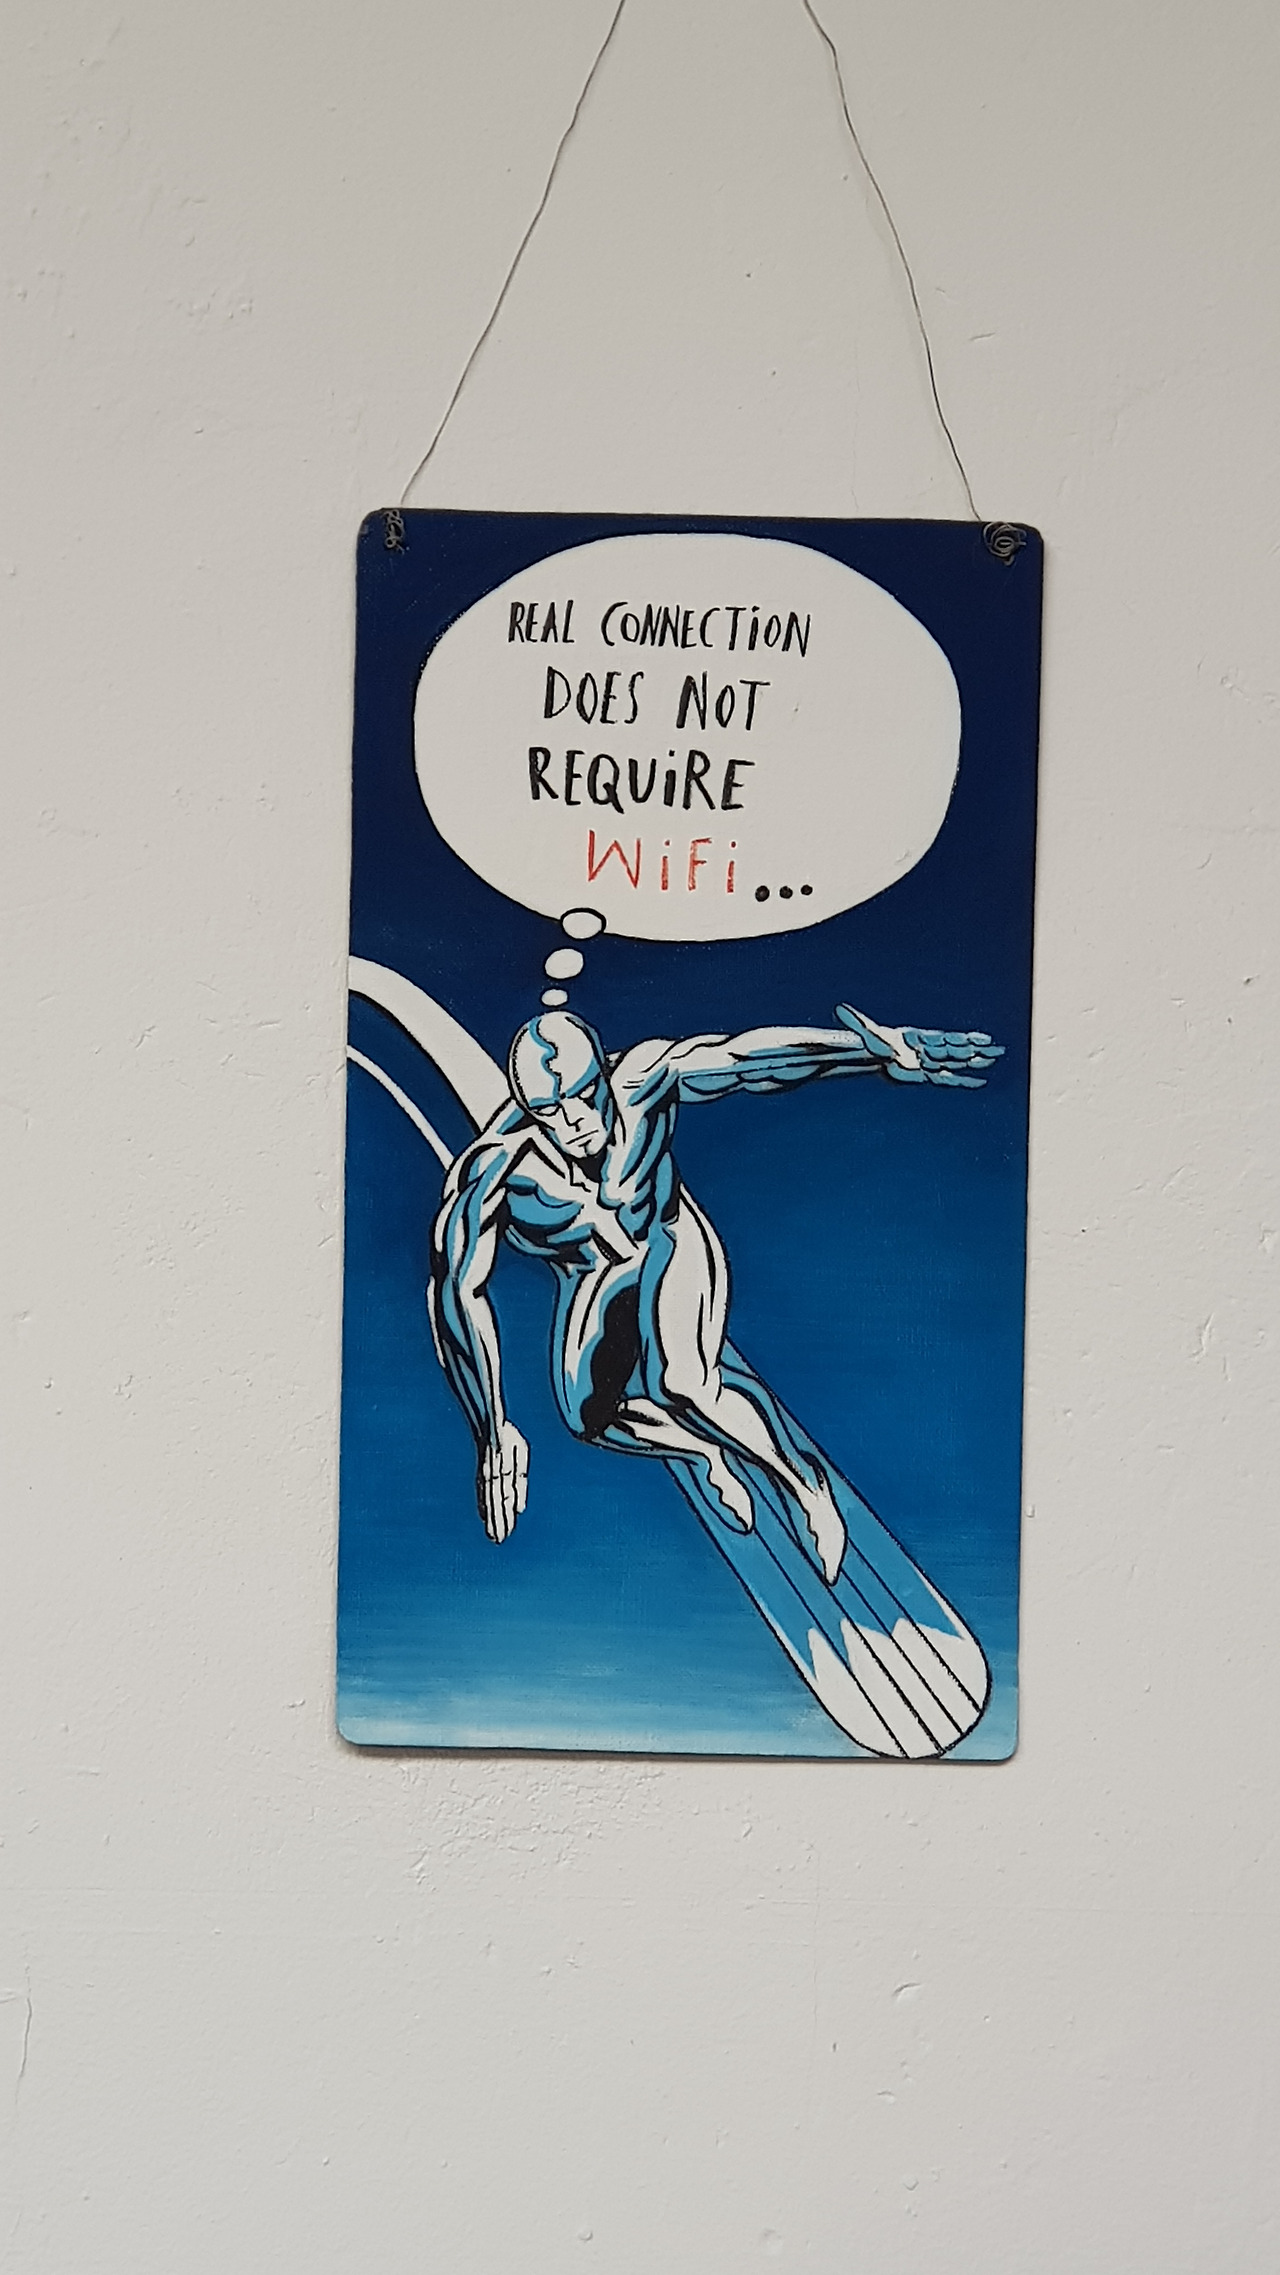 REAL CONNECTiON
DOES NOT
REQUiRE
WiFi...